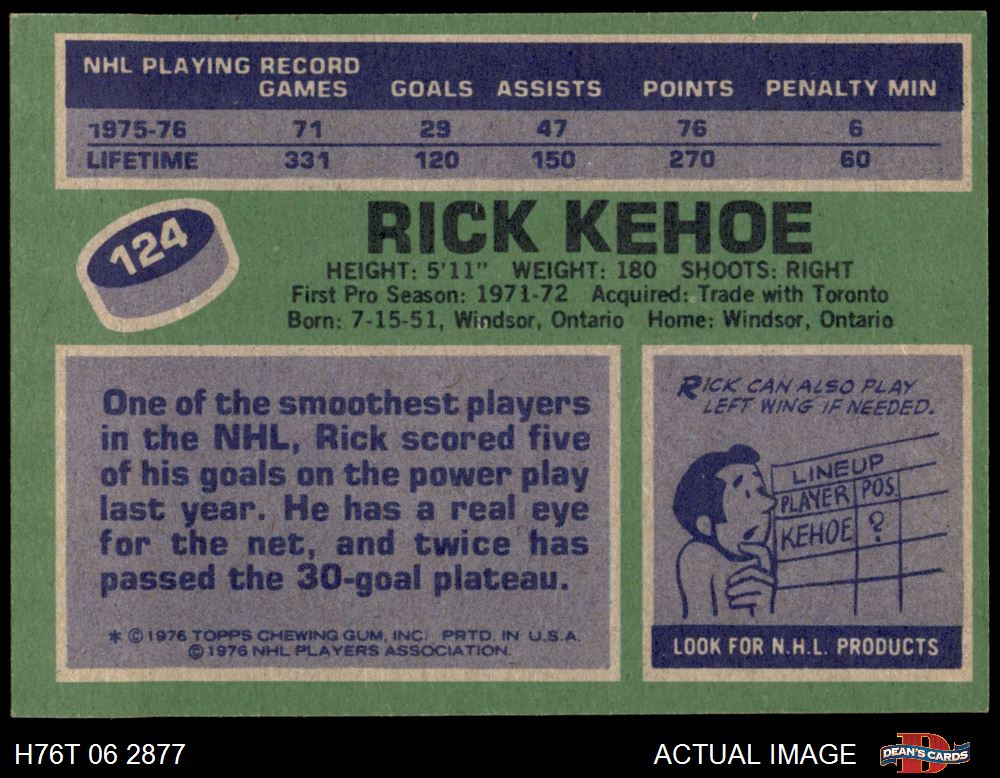 NHL PLAYING RECORD
GAMES GOALS ASSISTS POINTS PENALTY MIN
1975-76 71 29 47 76 6
LIFETIME 331 120 150 270 60
124
RICK KEHOE
HEIGHT: 5'11" WEIGHT: 180 SHOOTS: RIGHT
First Pro Season: 1971-72 Acquired: Trade with Toronto
Born: 7-15-51, Windsor, Ontario Home: Windsor, Ontario
One of the smoothest players
in the NHL, Rick scored five
of his goals on the power play
last year. He has a real eye
for the net, and twice has
passed the 30-goal plateau.
* © 1976 TOPPS CHEWING GUM, INC. PRTD. IN U.S.A.
© 1976 NHL PLAYERS ASSOCIATION.
RICK CAN ALSO PLAY
LEFT WING IF NEEDED.
LINEUP
PLAYER POS.
KEHOE ?
LOOK FOR N.H.L. PRODUCTS
H76T 06 2877
ACTUAL IMAGE
D
DEAN'S CARDS